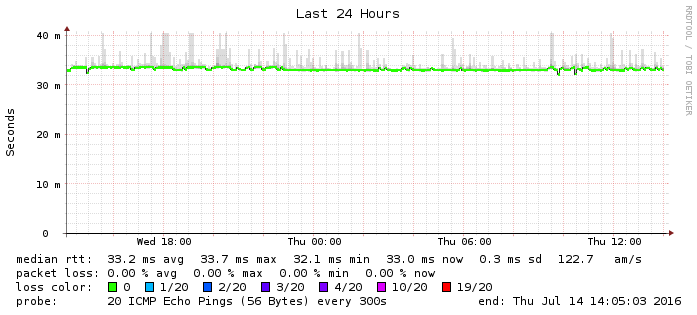 Last 24 Hours
RRDTOOL / TOBI OETIKER
Seconds
40 m
30 m
20 m
10 m
0
Wed 18:00 Thu 00:00 Thu 06:00 Thu 12:00
median rtt: 33.2 ms avg 33.7 ms max 32.1 ms min 33.0 ms now 0.3 ms sd 122.7 am/s
packet loss: 0.00 % avg 0.00 % max 0.00 % min 0.00 % now
loss color: 0 1/20 2/20 3/20 4/20 10/20 19/20
probe: 20 ICMP Echo Pings (56 Bytes) every 300s end: Thu Jul 14 14:05:03 2016